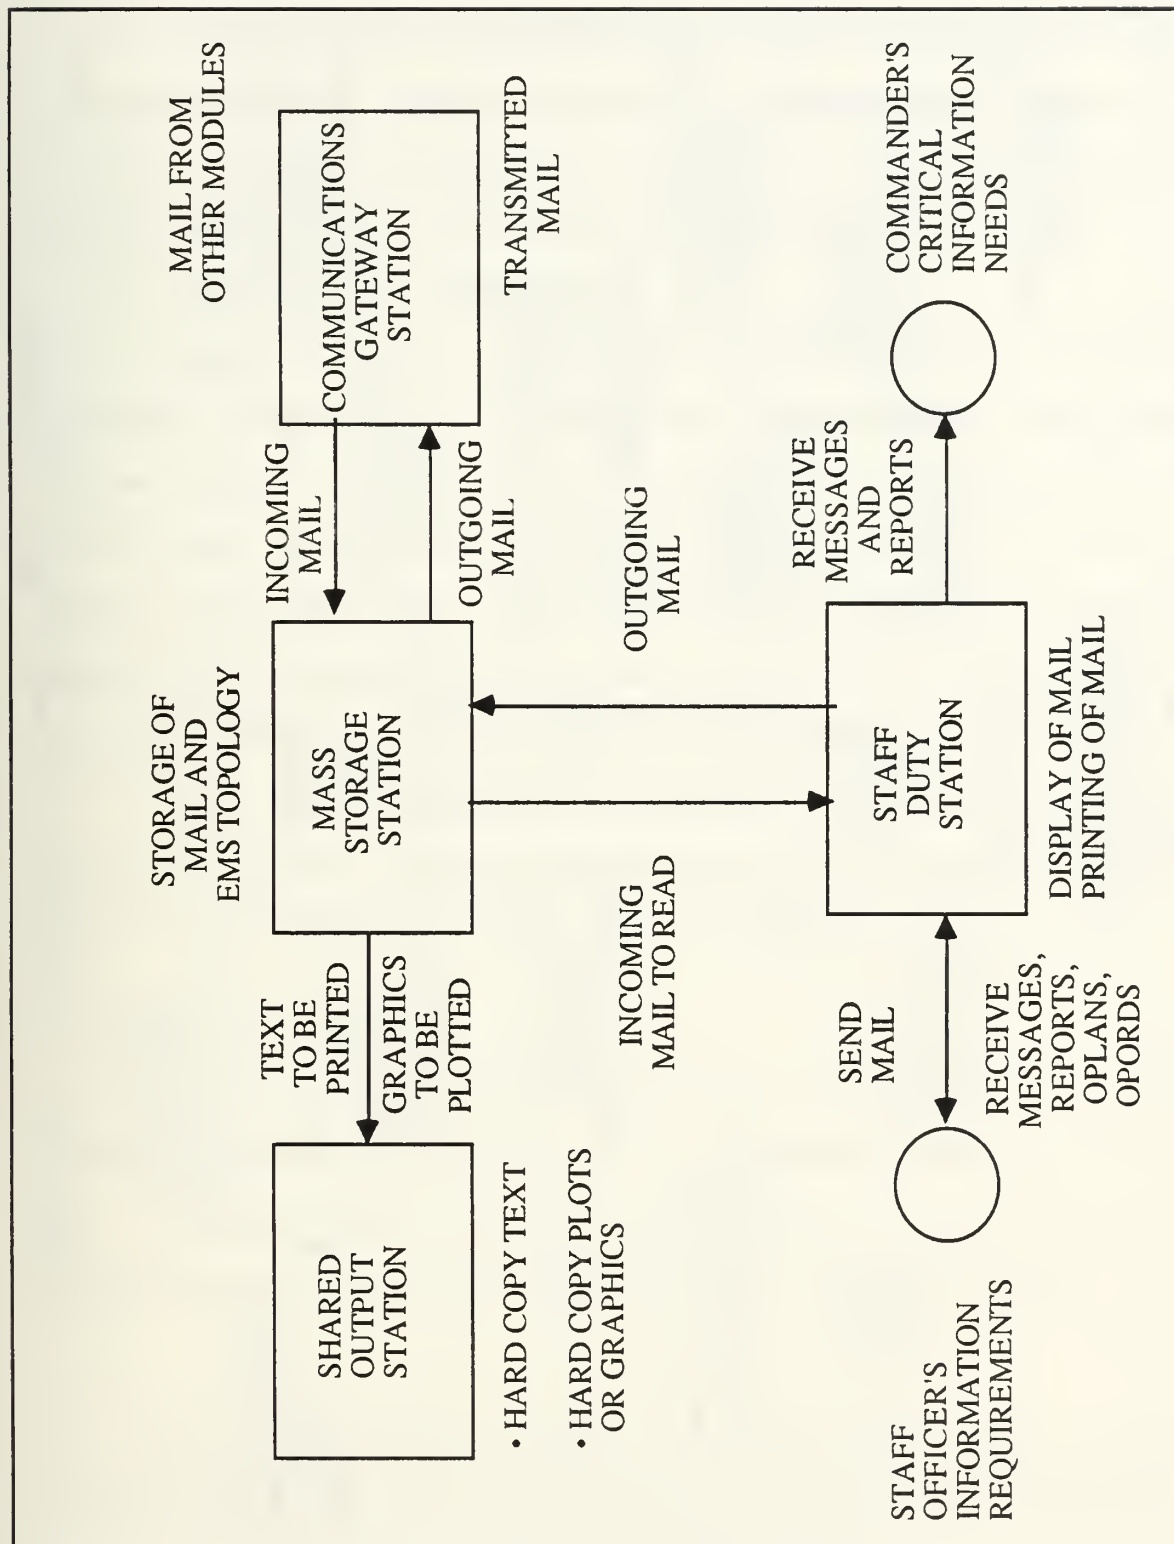 STORAGE OF
MAIL AND
EMS TOPOLOGY
MAIL FROM
OTHER MODULES
SHARED
OUTPUT
STATION
TEXT
TO BE
PRINTED
GRAPHICS
TO BE
PLOTTED
MASS
STORAGE
STATION
INCOMING
MAIL
OUTGOING
MAIL
COMMUNICATIONS
GATEWAY
STATION
• HARD COPY TEXT
• HARD COPY PLOTS
OR GRAPHICS
TRANSMITTED
MAIL
INCOMING
MAIL TO READ
OUTGOING
MAIL
STAFF
OFFICER'S
INFORMATION
REQUIREMENTS
SEND
MAIL
RECEIVE
MESSAGES,
REPORTS,
OPLANS,
OPORDS
STAFF
DUTY
STATION
DISPLAY OF MAIL
PRINTING OF MAIL
RECEIVE
MESSAGES
AND
REPORTS
COMMANDER'S
CRITICAL
INFORMATION
NEEDS